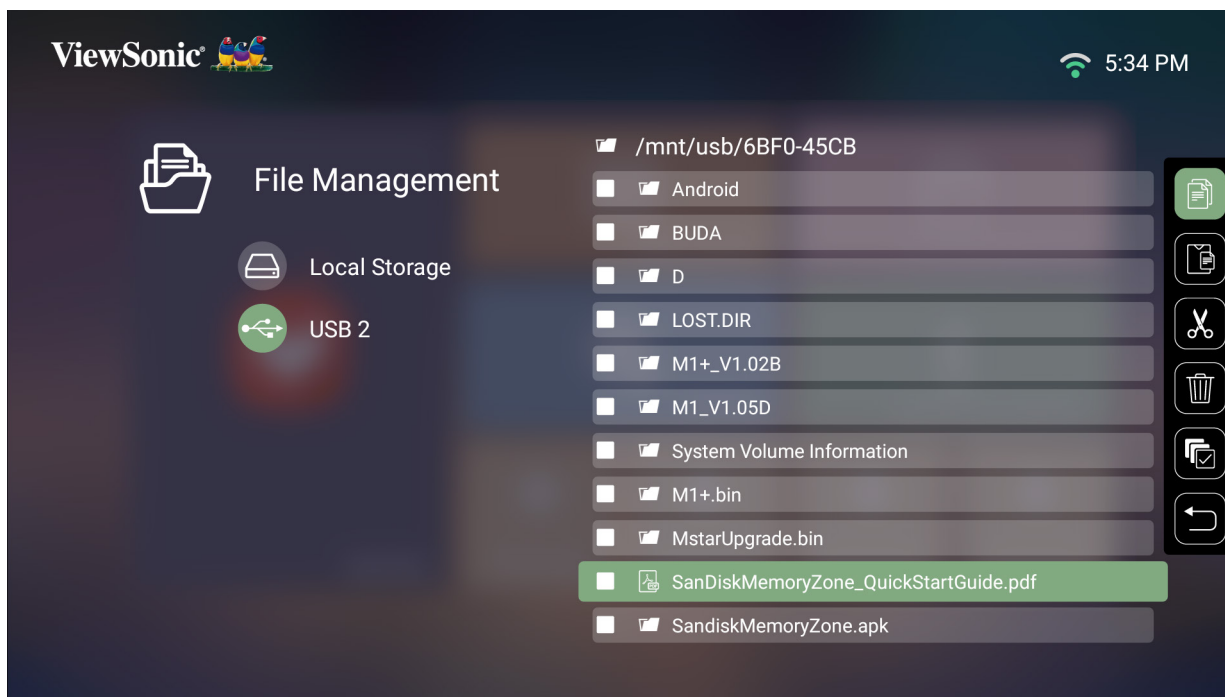 ViewSonic®
5:34 PM
File Management
Local Storage
USB 2
/mnt/usb/6BF0-45CB
Android
BUDA
D
LOST.DIR
M1+_V1.02B
M1_V1.05D
System Volume Information
M1+.bin
MstarUpgrade.bin
SanDiskMemoryZone_QuickStartGuide.pdf
SandiskMemoryZone.apk